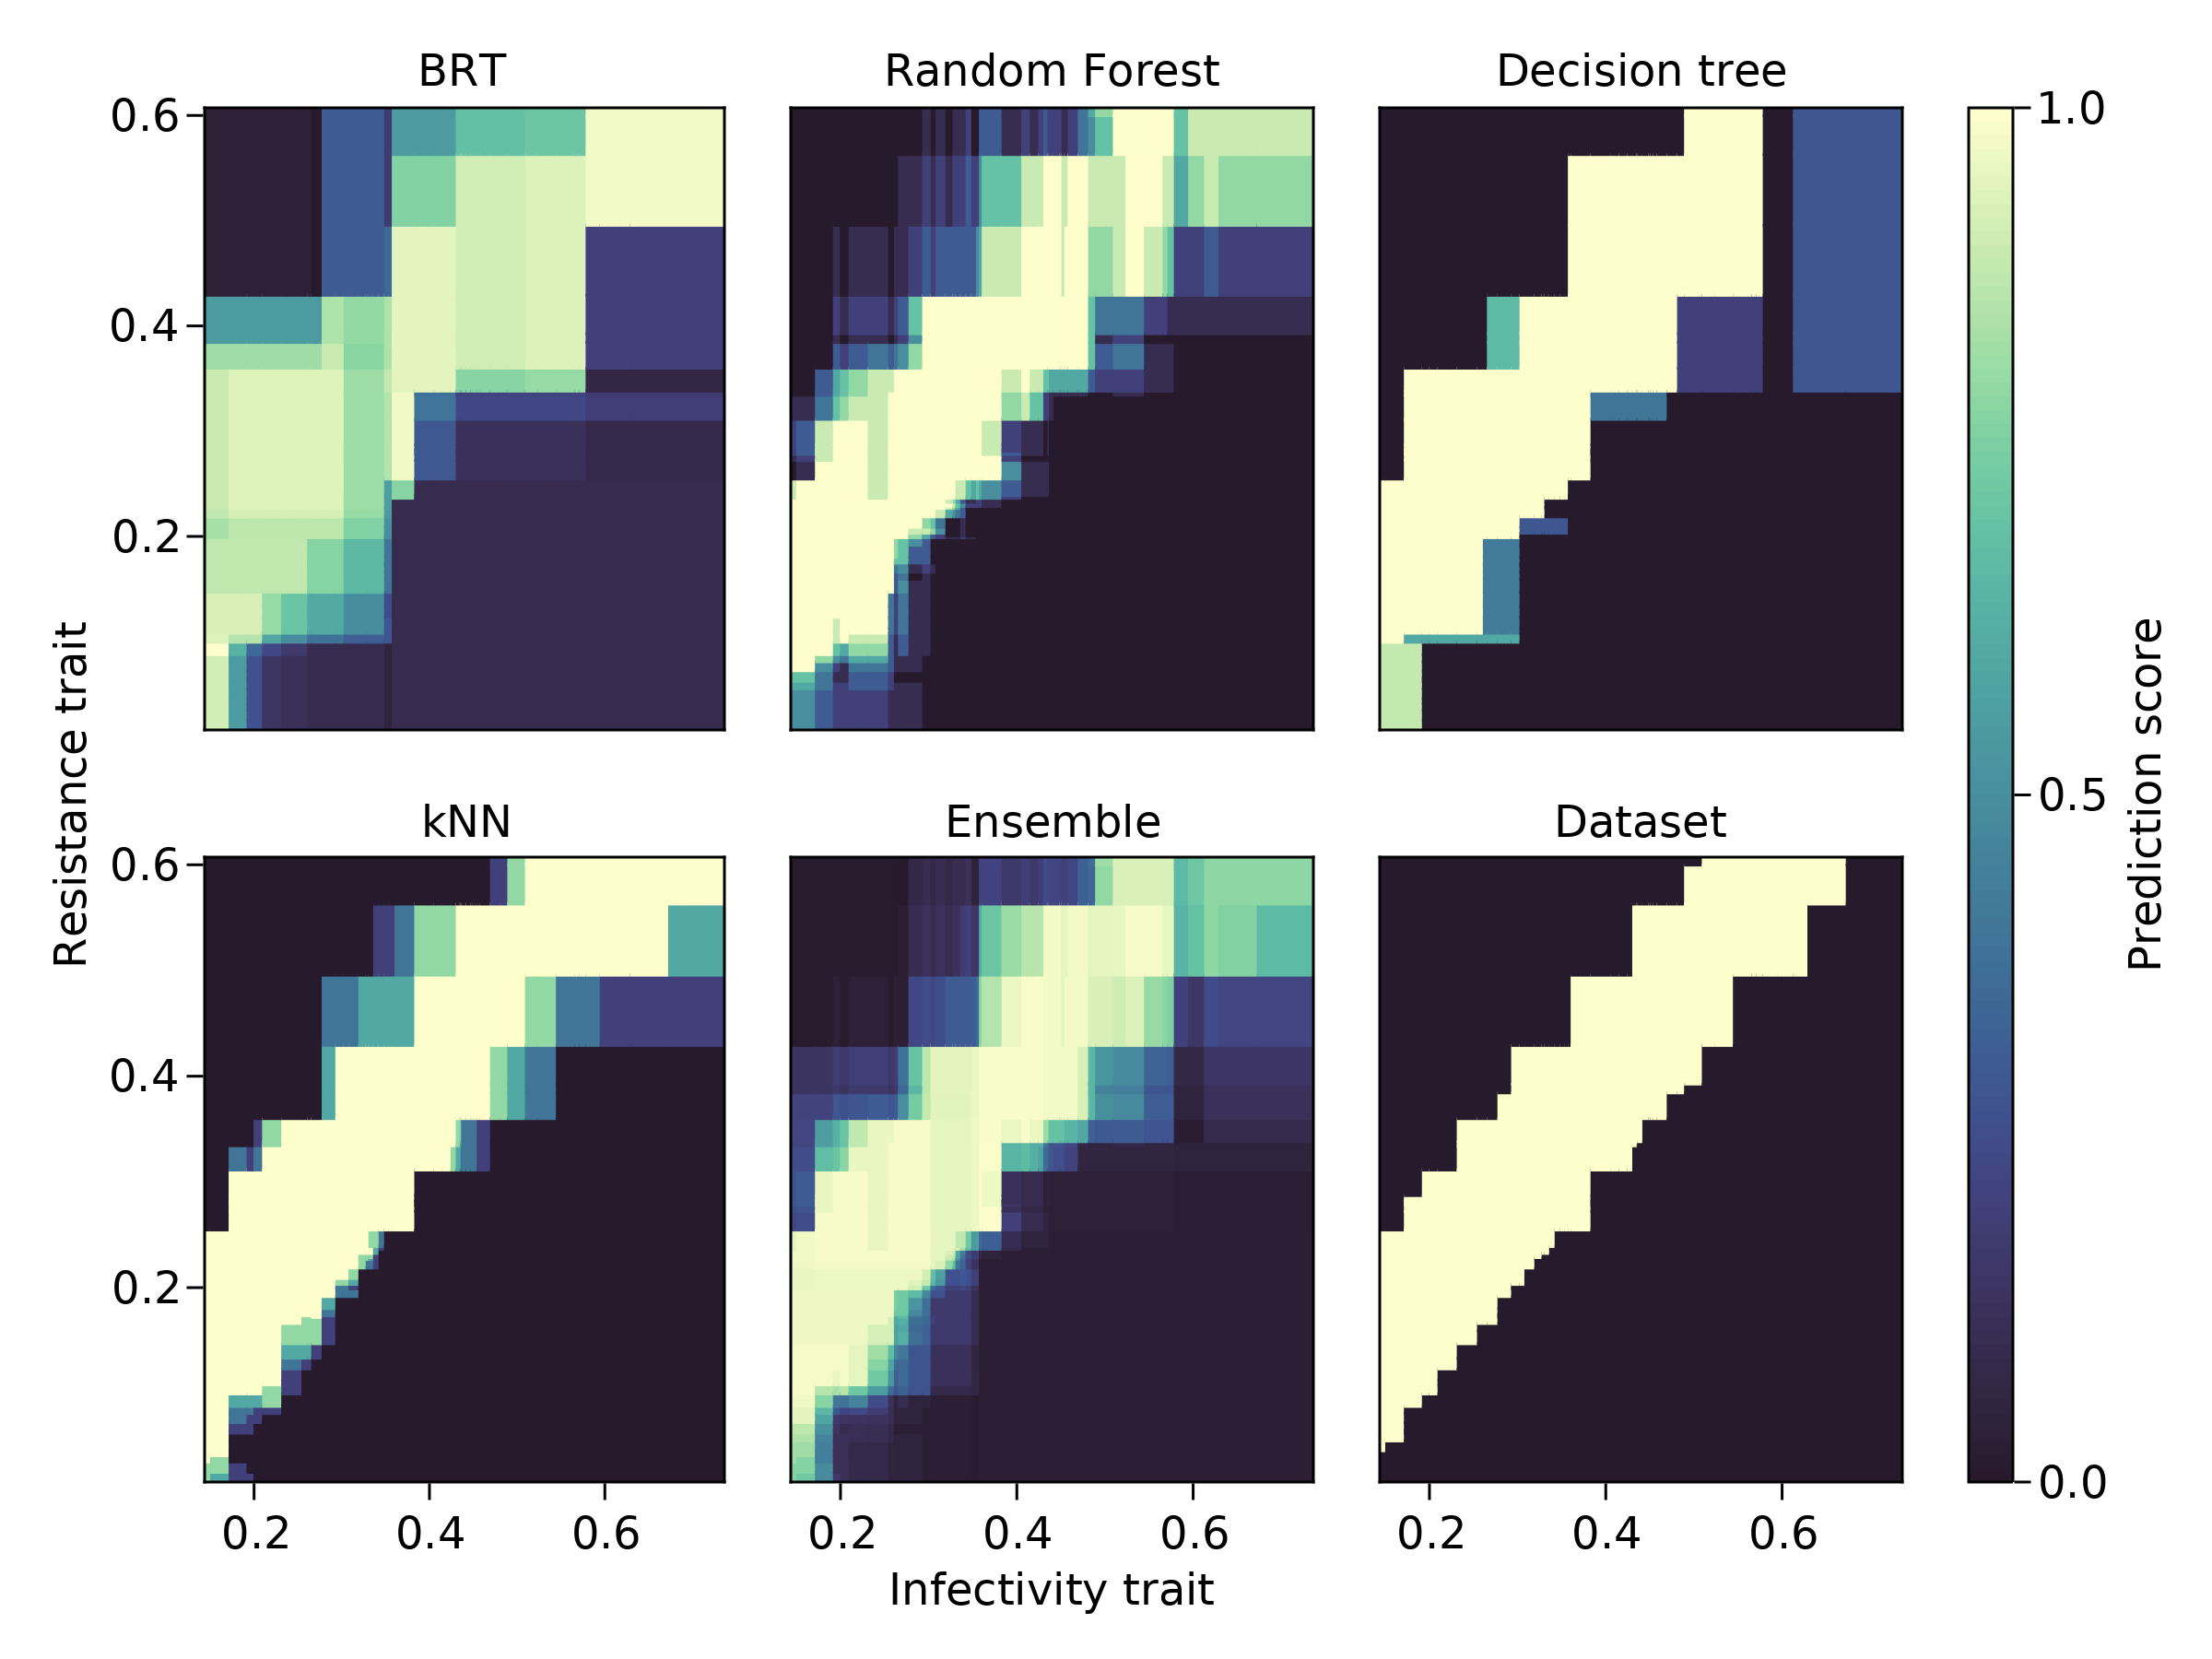 BRT
Random Forest
Decision tree
0.6
0.4
0.2
1.0
0.5
0.0
Prediction score
Resistance trait
kNN
Ensemble
Dataset
0.6
0.4
0.2
0.2 0.4 0.6
0.2 0.4 0.6
0.2 0.4 0.6
Infectivity trait